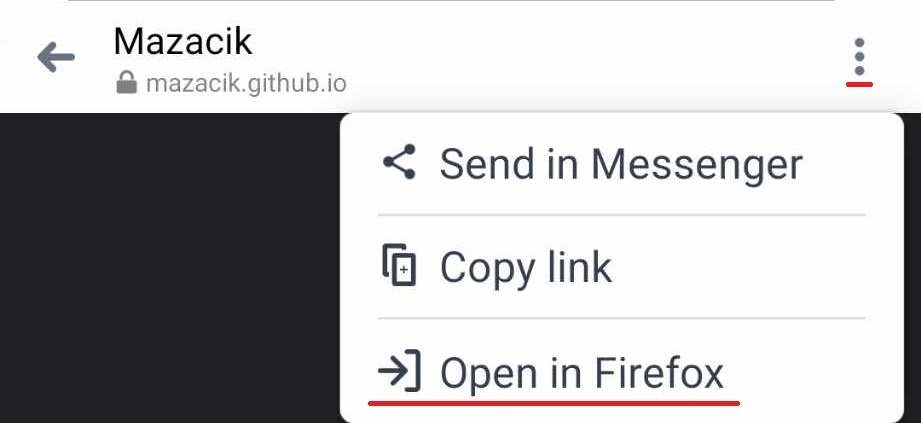 Mazacik
mazacik.github.io
Send in Messenger
Copy link
Open in Firefox